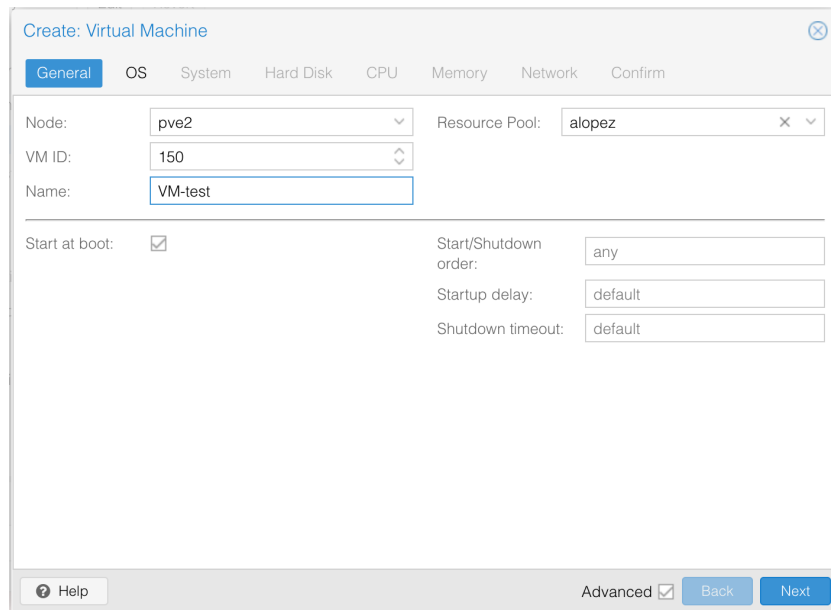 Create: Virtual Machine
General OS System Hard Disk CPU Memory Network Confirm
Node: pve2 Resource Pool: alopez
VM ID: 150
Name: VM-test
Start at boot: Start/Shutdown order: any
Startup delay: default
Shutdown timeout: default
Help Advanced Back Next